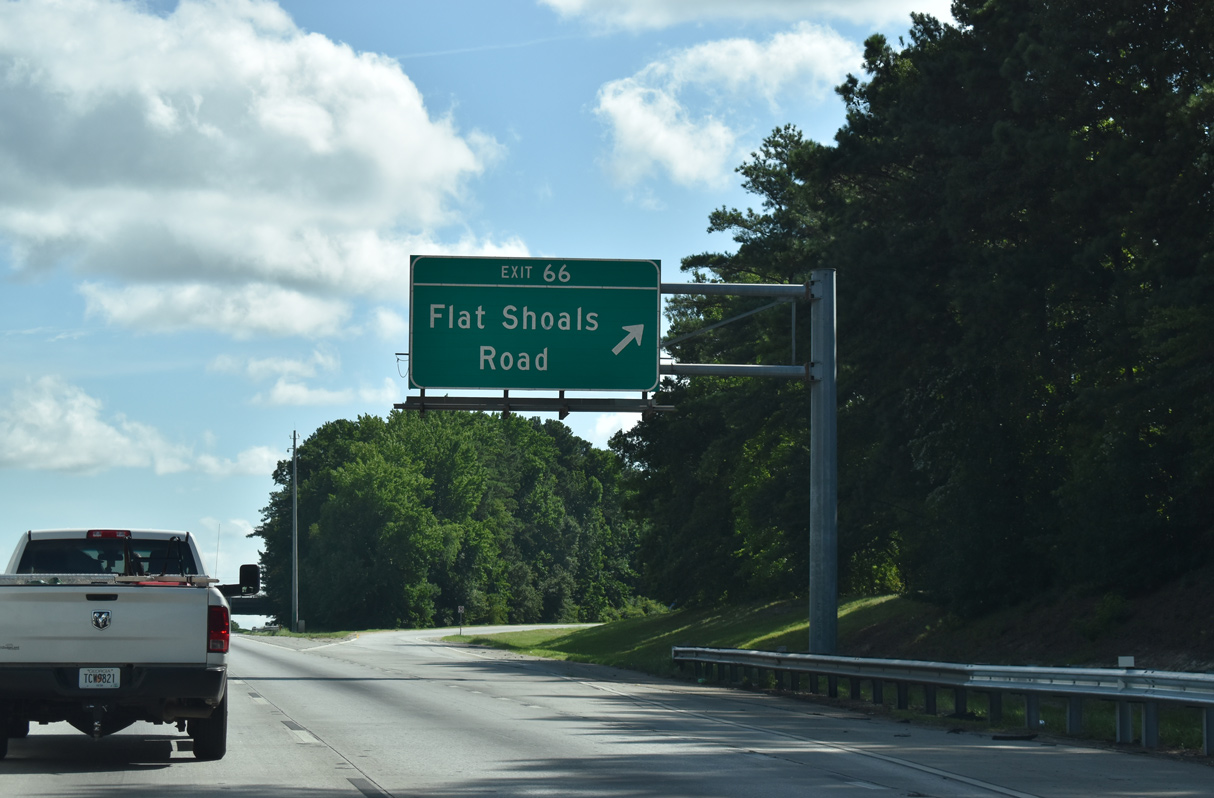 EXIT 66
Flat Shoals
Road